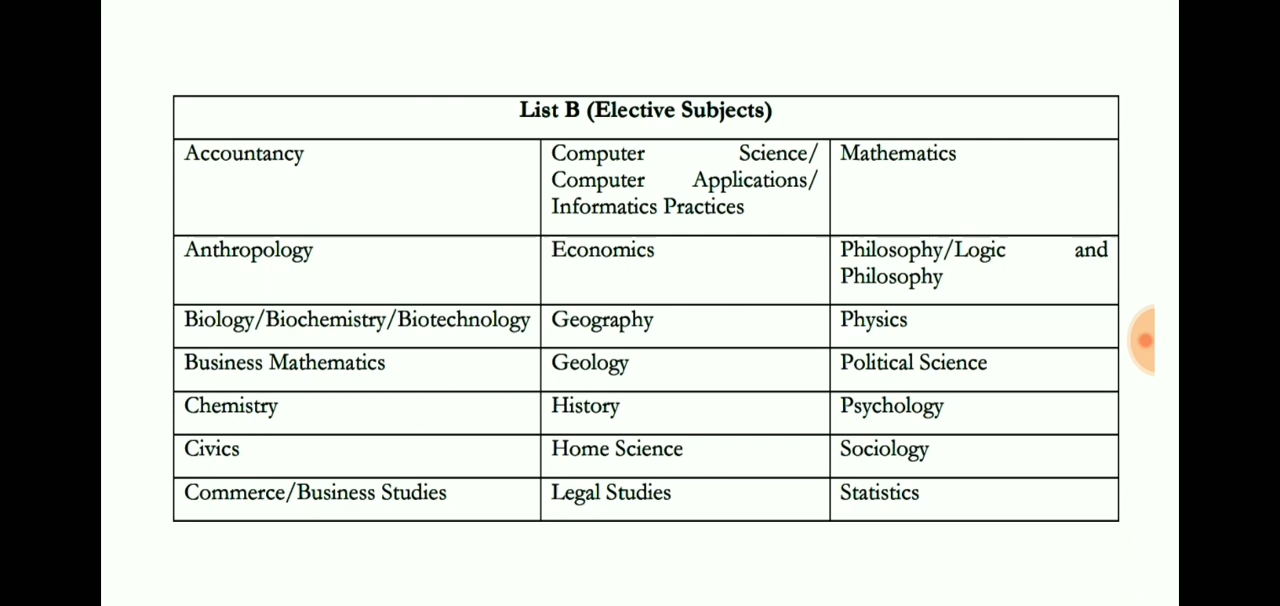 List B (Elective Subjects)
Accountancy
Computer Science/
Computer Applications/
Informatics Practices
Mathematics
Anthropology
Economics
Philosophy/Logic and
Philosophy
Biology/Biochemistry/Biotechnology
Geography
Physics
Business Mathematics
Geology
Political Science
Chemistry
History
Psychology
Civics
Home Science
Sociology
Commerce/Business Studies
Legal Studies
Statistics